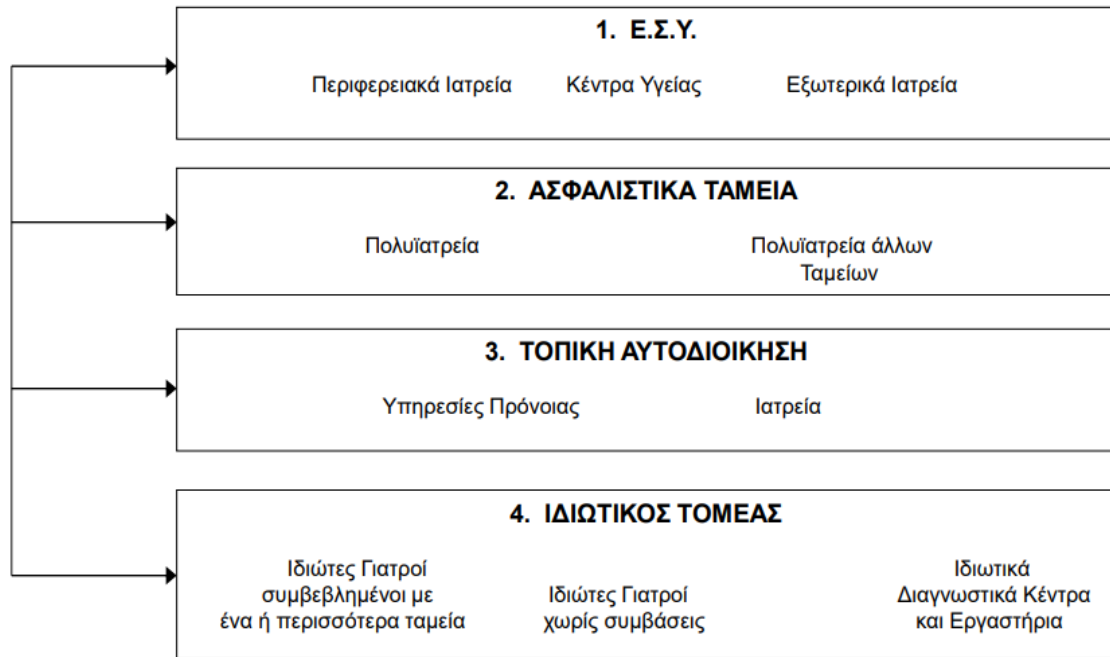 1. Ε.Σ.Υ.
Περιφερειακά Ιατρεία Κέντρα Υγείας Εξωτερικά Ιατρεία
2. ΑΣΦΑΛΙΣΤΙΚΑ ΤΑΜΕΙΑ
Πολυϊατρεία
Πολυϊατρεία άλλων
Ταμείων
3. ΤΟΠΙΚΗ ΑΥΤΟΔΙΟΙΚΗΣΗ
Υπηρεσίες Πρόνοιας Ιατρεία
4. ΙΔΙΩΤΙΚΟΣ ΤΟΜΕΑΣ
Ιδιώτες Γιατροί
συμβεβλημένοι με
ένα ή περισσότερα ταμεία
Ιδιώτες Γιατροί
χωρίς συμβάσεις
Ιδιωτικά
Διαγνωστικά Κέντρα
και Εργαστήρια